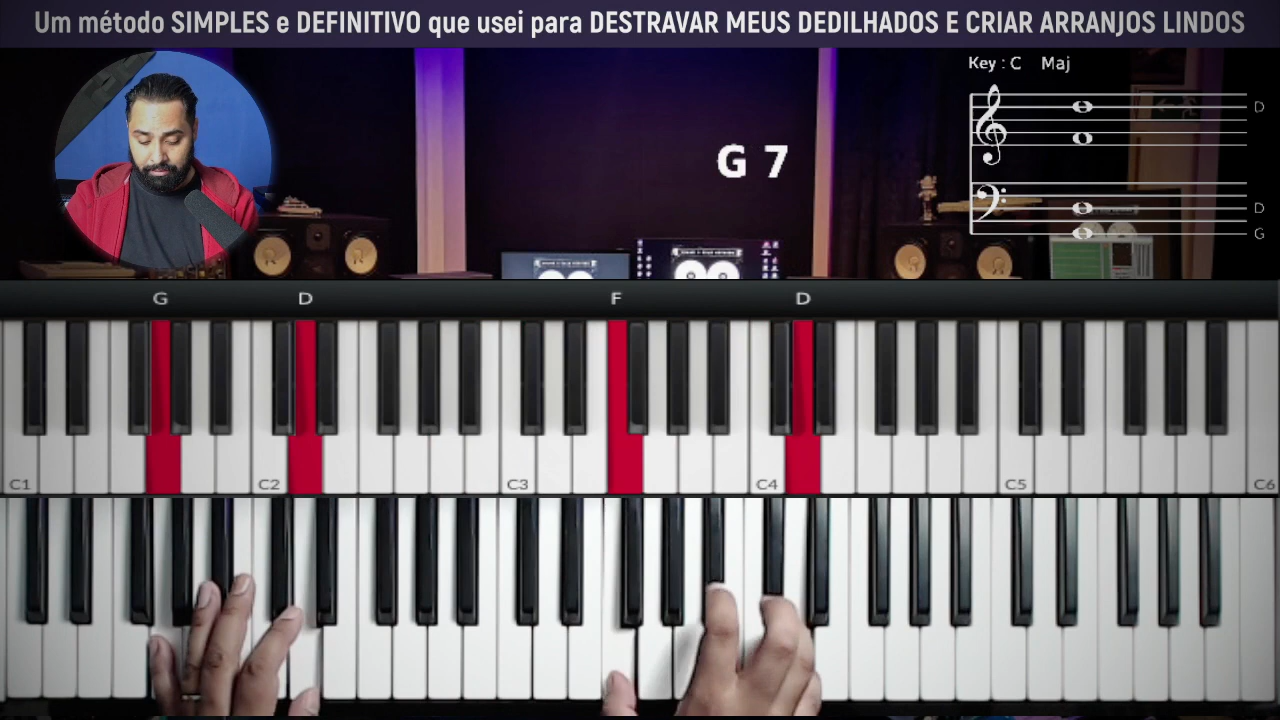 Um método SIMPLES e DEFINITIVO que usei para DESTRAVAR MEUS DEDILHADOS E CRIAR ARRANJOS LINDOS
Key : C Maj
D
G 7
D
G
G D F D
C1 C2 C3 C4 C5 C6